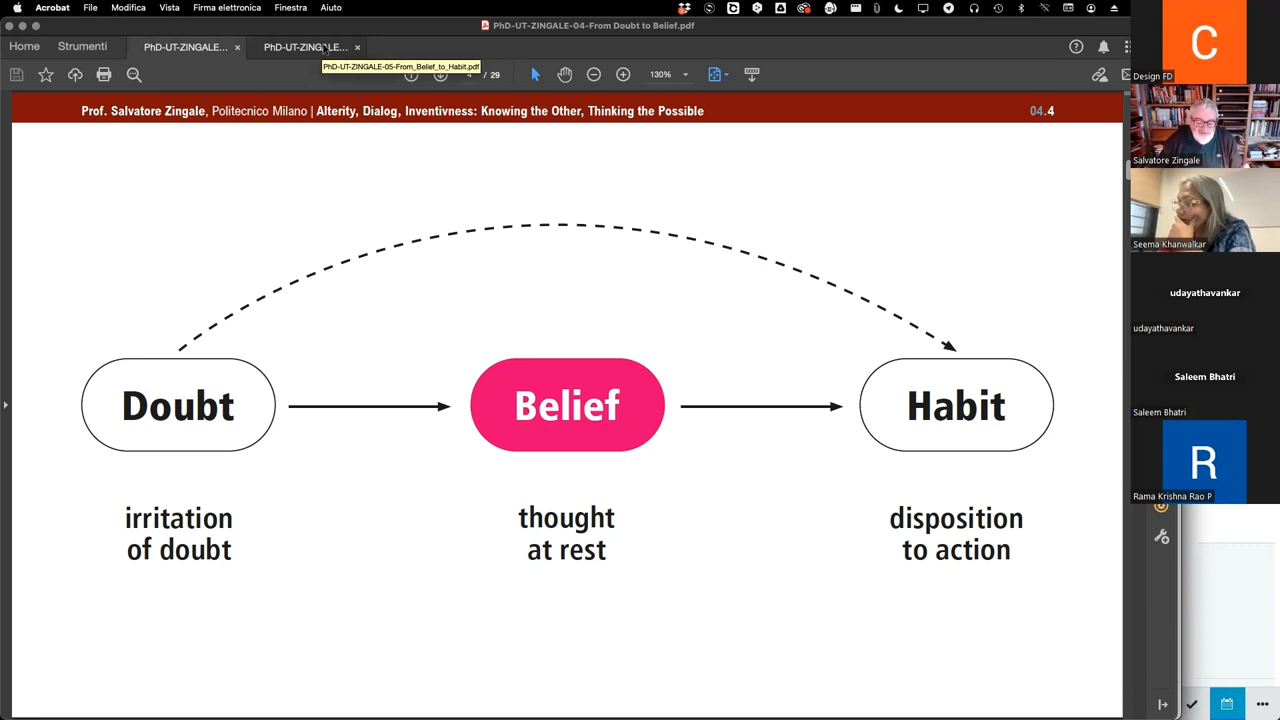 Acrobat File Modifica Vista Firma elettronica Finestra Aiuto
PhD-UT-ZINGALE-04-From Doubt to Belief.pdf
Home Strumenti PhD-UT-ZINGALE... × PhD-UT-ZINGALE... ×
PhD-UT-ZINGALE-05-From_Belief_to_Habit.pdf
/ 29
130%
Prof. Salvatore Zingale, Politecnico Milano | Alterity, Dialog, Inventivness: Knowing the Other, Thinking the Possible
04.4
Doubt
Belief
Habit
irritation
of doubt
thought
at rest
disposition
to action
C
Design FD
Salvatore Zingale
Seema Khanwalkar
udayathavankar
udayathavankar
Saleem Bhatri
Saleem Bhatri
R
Rama Krishna Rao P